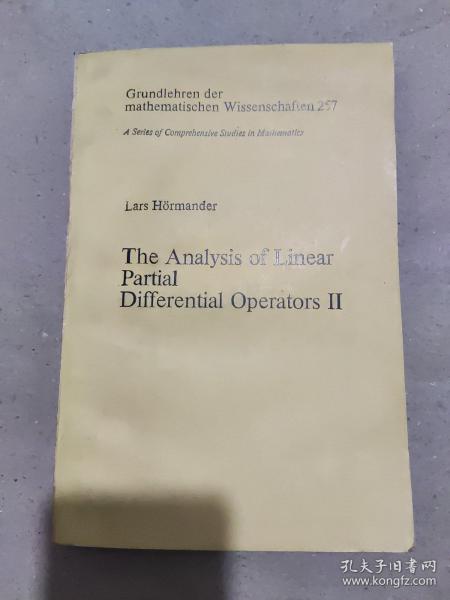 Grundlehren der
mathematischen Wissenschaften 257
A Series of Comprehensive Studies in Mathematics
Lars Hörmander
The Analysis of Linear
Partial
Differential Operators II
孔夫子旧书网
www.kongfz.com